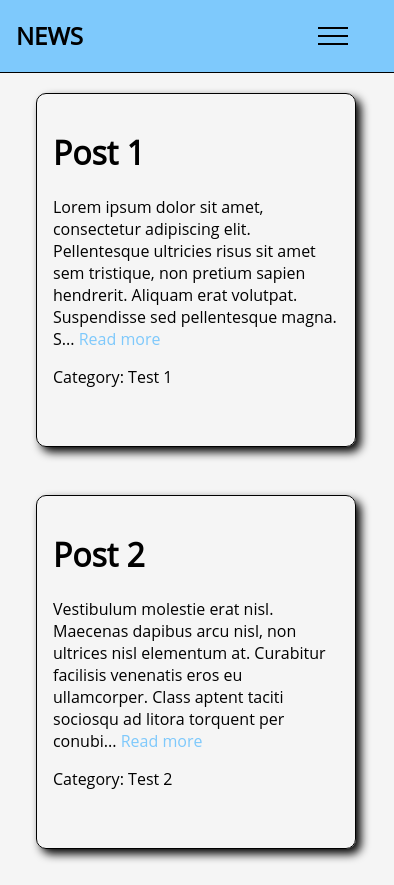 NEWS
Post 1
Lorem ipsum dolor sit amet,
consectetur adipiscing elit.
Pellentesque ultricies risus sit amet
sem tristique, non pretium sapien
hendrerit. Aliquam erat volutpat.
Suspendisse sed pellentesque magna.
S... Read more
Category: Test 1
Post 2
Vestibulum molestie erat nisl.
Maecenas dapibus arcu nisl, non
ultrices nisl elementum at. Curabitur
facilisis venenatis eros eu
ullamcorper. Class aptent taciti
sociosqu ad litora torquent per
conubi... Read more
Category: Test 2